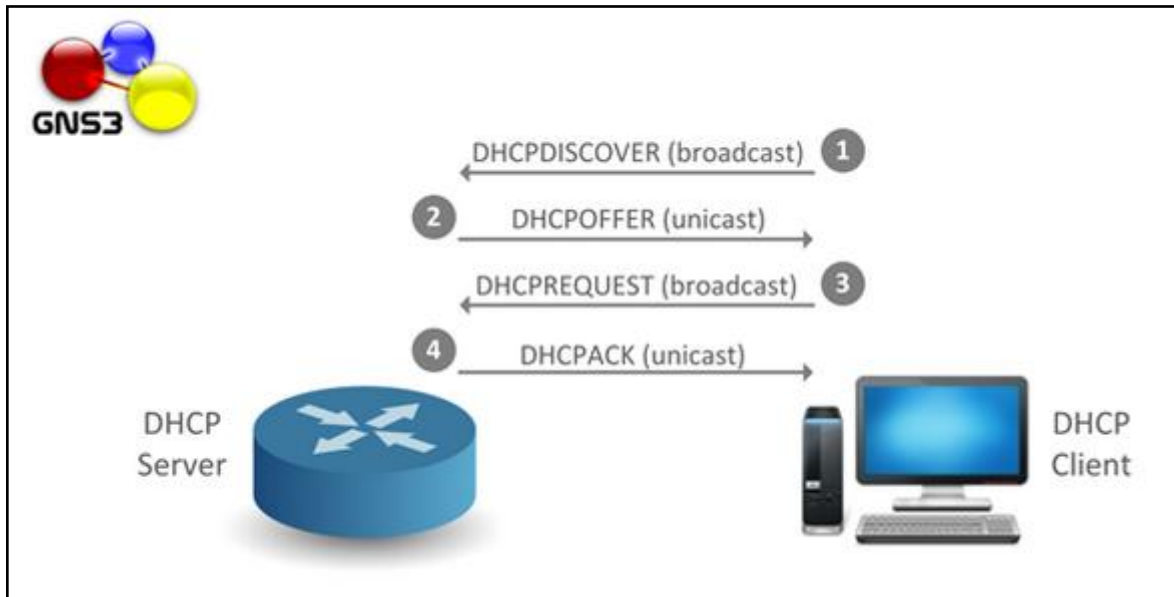 GNS3
DHCPDISCOVER (broadcast) 1
2 DHCPOFFER (unicast)
DHCPREQUEST (broadcast) 3
4 DHCPACK (unicast)
DHCP
Server
DHCP
Client